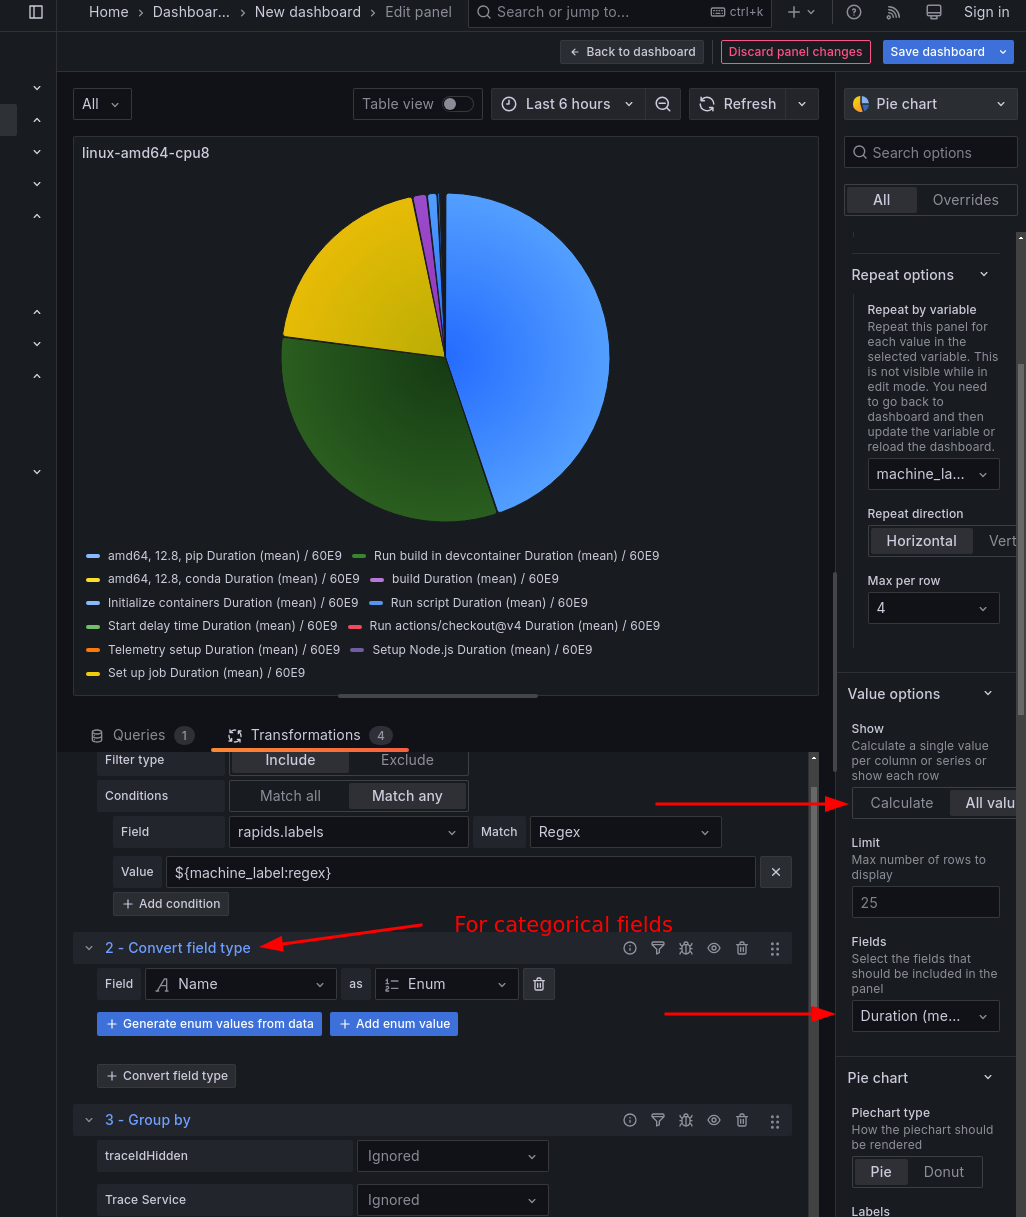 Home › Dashboar... › New dashboard › Edit panel
Search or jump to...
ctrl+k
Sign in
Back to dashboard
Discard panel changes
Save dashboard
All
Table view
Last 6 hours
Refresh
linux-amd64-cpu8
amd64, 12.8, pip Duration (mean) / 60E9
Run build in devcontainer Duration (mean) / 60E9
amd64, 12.8, conda Duration (mean) / 60E9
build Duration (mean) / 60E9
Initialize containers Duration (mean) / 60E9
Run script Duration (mean) / 60E9
Start delay time Duration (mean) / 60E9
Run actions/checkout@v4 Duration (mean) / 60E9
Telemetry setup Duration (mean) / 60E9
Setup Node.js Duration (mean) / 60E9
Set up job Duration (mean) / 60E9
Queries 1
Transformations 4
Filter type
Include
Exclude
Conditions
Match all
Match any
Field
rapids.labels
Match
Regex
Value
${machine_label:regex}
Add condition
For categorical fields
2 - Convert field type
Field
Name
as
Enum
Generate enum values from data
Add enum value
Convert field type
3 - Group by
traceIdHidden
Ignored
Trace Service
Ignored
Pie chart
Search options
All
Overrides
Repeat options
Repeat by variable
Repeat this panel for
each value in the
selected variable. This
is not visible while in
edit mode. You need
to go back to
dashboard and then
update the variable or
reload the dashboard.
machine_la...
Repeat direction
Horizontal
Vert
Max per row
4
Value options
Show
Calculate a single value
per column or series or
show each row
Calculate
All valu
Limit
Max number of rows to
display
25
Fields
Select the fields that
should be included in the
panel
Duration (me...
Pie chart
Piechart type
How the piechart should
be rendered
Pie
Donut
Labels